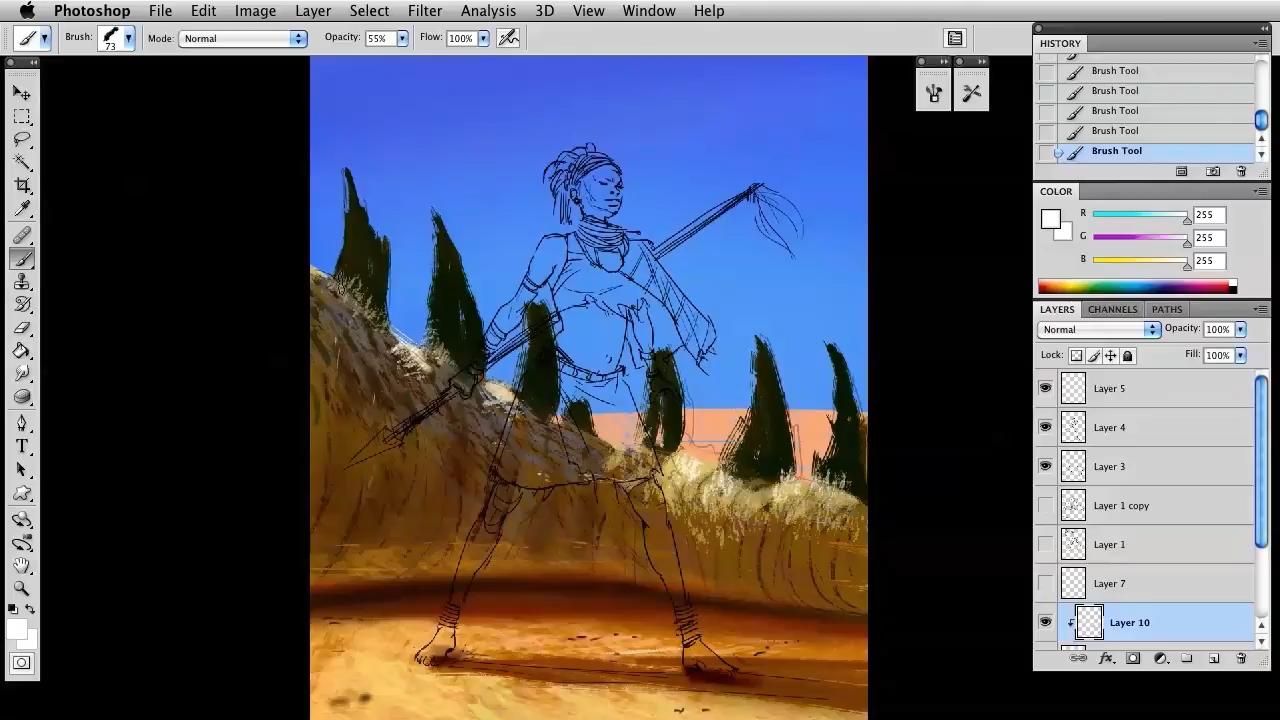 Photoshop File Edit Image Layer Select Filter Analysis 3D View Window Help
Brush: 73 Mode: Normal Opacity: 55% Flow: 100%
HISTORY
Brush Tool
Brush Tool
Brush Tool
Brush Tool
Brush Tool
COLOR
R 255
G 255
B 255
LAYERS CHANNELS PATHS
Normal Opacity: 100%
Lock: Fill: 100%
Layer 5
Layer 4
Layer 3
Layer 1 copy
Layer 1
Layer 7
Layer 10